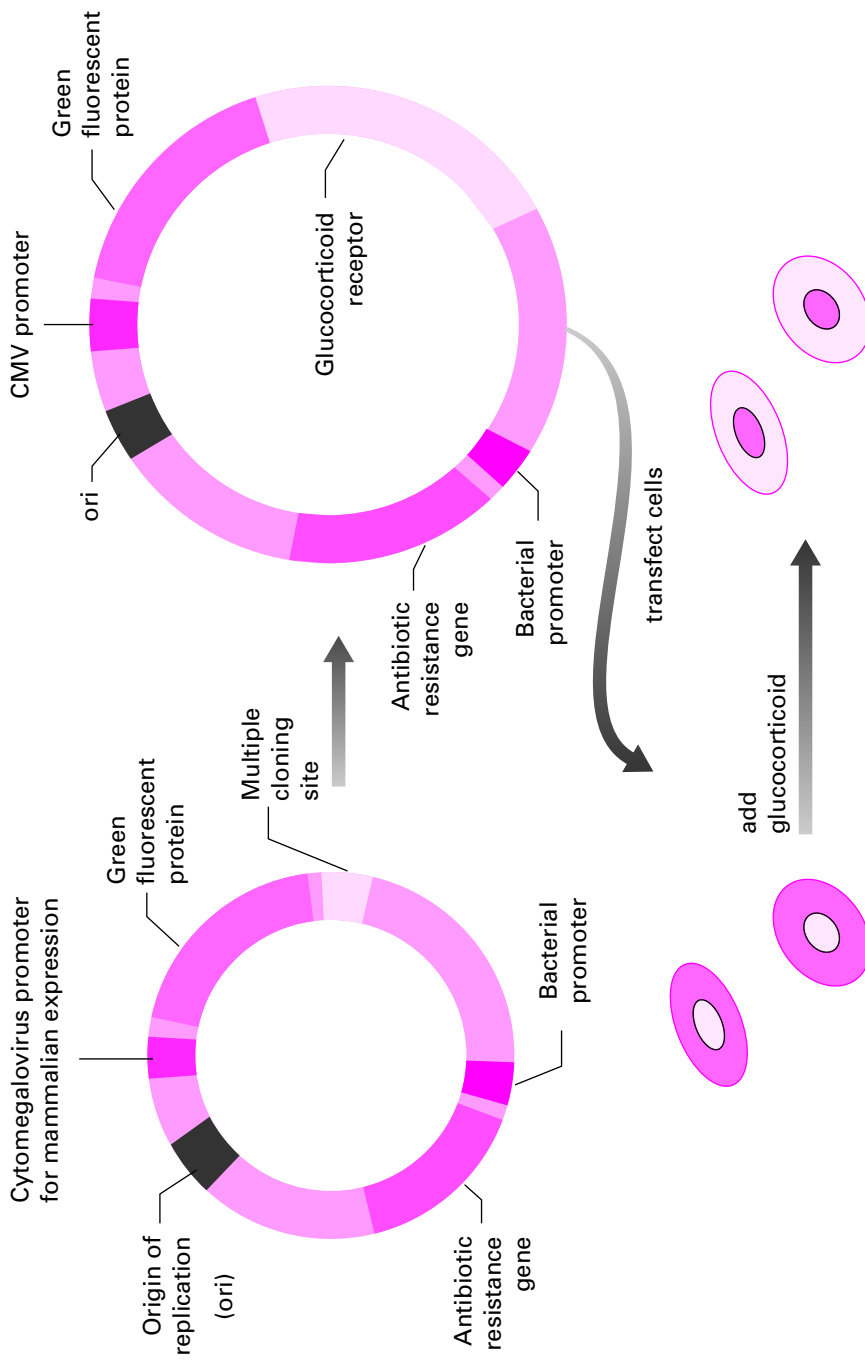 Cytomegalovirus promoter
for mammalian expression
Green
fluorescent
protein
Origin of
replication
(ori)
Multiple
cloning
site
Antibiotic
resistance
gene
Bacterial
promoter
CMV promoter
Green
fluorescent
protein
ori
Glucocorticoid
receptor
Antibiotic
resistance
gene
Bacterial
promoter
transfect cells
add
glucocorticoid